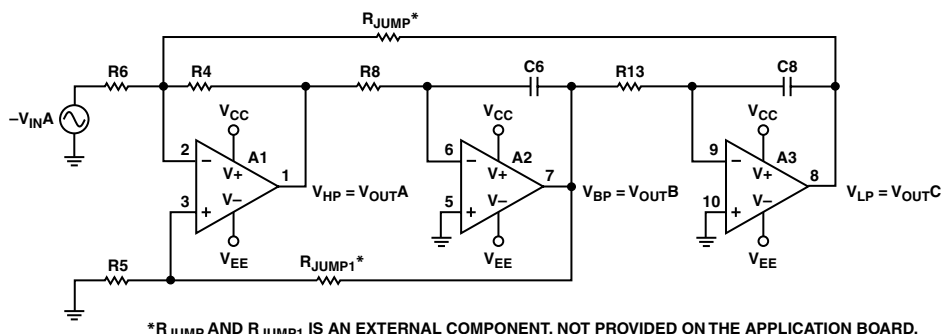 RJUMP*
R6
R4
R8
C6
R13
C8
–VINA
VCC
VCC
VCC
2
–
A1
V+
1
V–
3
+
VEE
VHP = VOUTA
6
–
A2
V+
7
V–
5
+
VEE
VBP = VOUTB
9
–
A3
V+
8
V–
10
+
VEE
VLP = VOUTC
R5
RJUMP1*
*RJUMP AND RJUMP1 IS AN EXTERNAL COMPONENT, NOT PROVIDED ON THE APPLICATION BOARD.